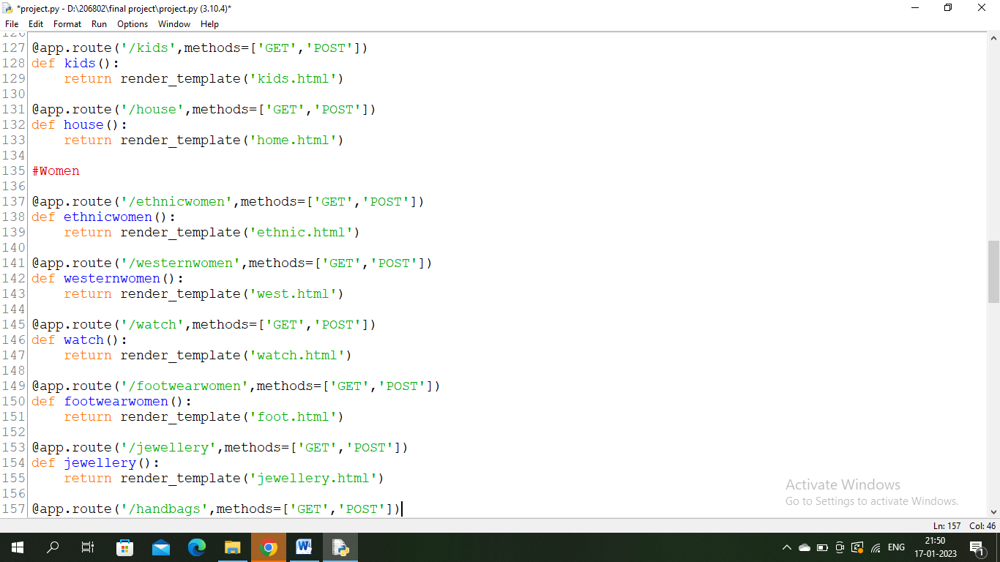 *project.py - D:\206802\final project\project.py (3.10.4)*
File Edit Format Run Options Window Help
126
127 @app.route('/kids',methods=['GET','POST'])
128 def kids():
129     return render_template('kids.html')
130
131 @app.route('/house',methods=['GET','POST'])
132 def house():
133     return render_template('home.html')
134
135 #Women
136
137 @app.route('/ethnicwomen',methods=['GET','POST'])
138 def ethnicwomen():
139     return render_template('ethnic.html')
140
141 @app.route('/westernwomen',methods=['GET','POST'])
142 def westernwomen():
143     return render_template('west.html')
144
145 @app.route('/watch',methods=['GET','POST'])
146 def watch():
147     return render_template('watch.html')
148
149 @app.route('/footwearwomen',methods=['GET','POST'])
150 def footwearwomen():
151     return render_template('foot.html')
152
153 @app.route('/jewellery',methods=['GET','POST'])
154 def jewellery():
155     return render_template('jewellery.html')
156
157 @app.route('/handbags',methods=['GET','POST'])
Activate Windows
Go to Settings to activate Windows.
Ln: 157 Col: 46
ENG
21:50
17-01-2023
1